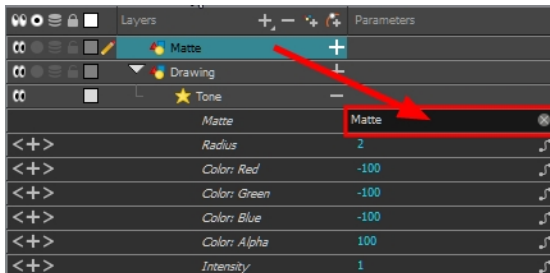 Layers Parameters
Matte
Drawing
Tone
Matte Matte
<+> Radius 2
<+> Color: Red -100
<+> Color: Green -100
<+> Color: Blue -100
<+> Color: Alpha 100
<+> Intensity 1